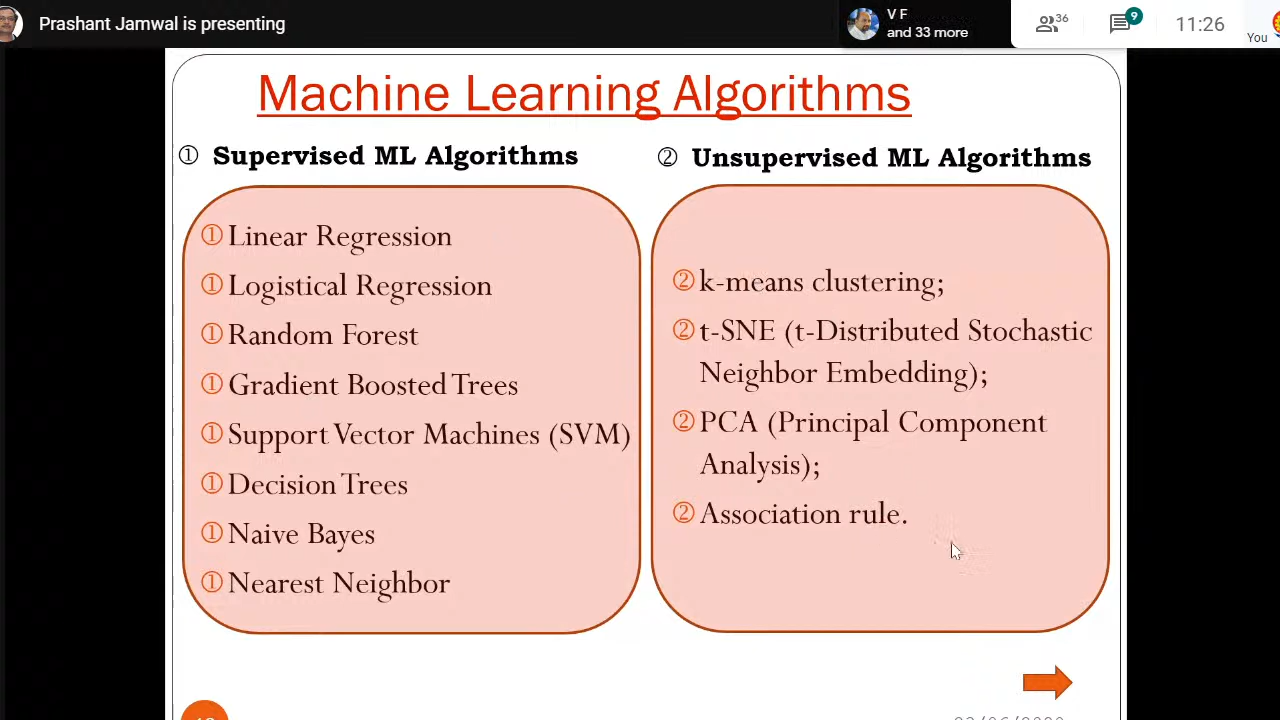 Prashant Jamwal is presenting
V F
and 33 more
36
9
11:26
You
Machine Learning Algorithms
① Supervised ML Algorithms
① Linear Regression
① Logistical Regression
① Random Forest
① Gradient Boosted Trees
① Support Vector Machines (SVM)
① Decision Trees
① Naive Bayes
① Nearest Neighbor
② Unsupervised ML Algorithms
② k-means clustering;
② t-SNE (t-Distributed Stochastic
Neighbor Embedding);
② PCA (Principal Component
Analysis);
② Association rule.